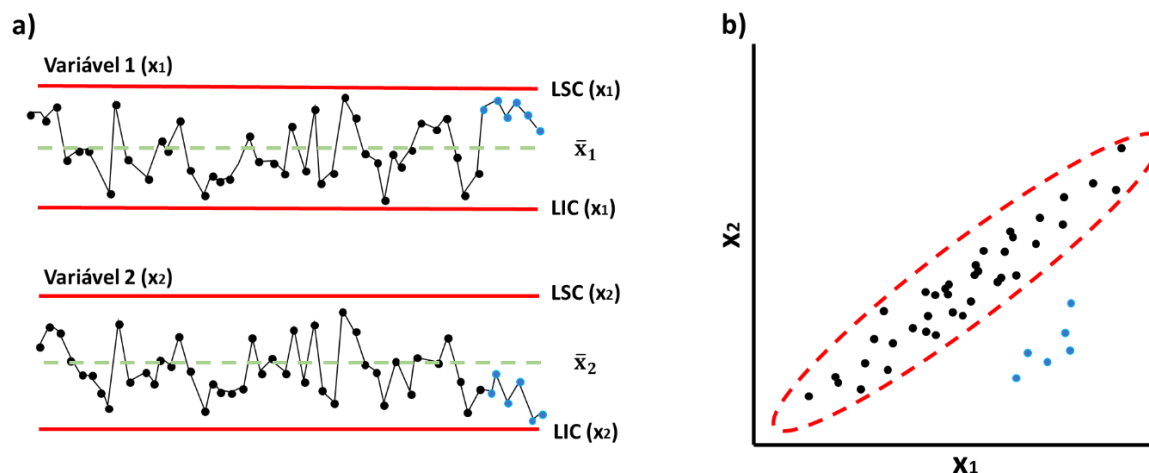 a)
Variável 1 (x₁)
LSC (x₁)
x̄₁
LIC (x₁)
Variável 2 (x₂)
LSC (x₂)
x̄₂
LIC (x₂)
b)
x₂
x₁